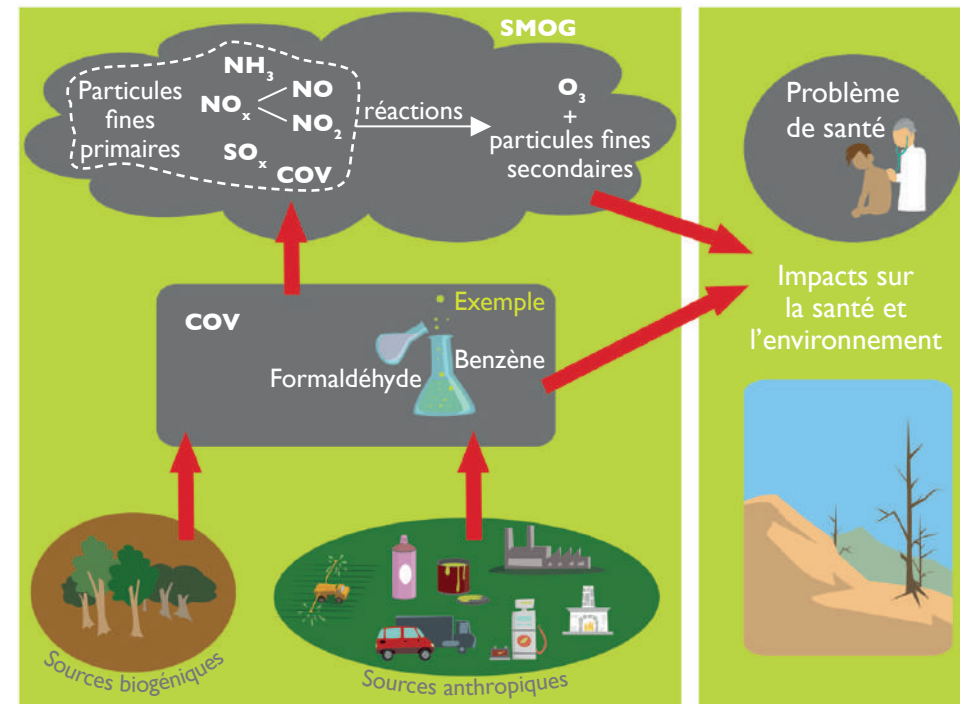 SMOG
Particules
fines
primaires
NH₃
NOₓ
NO
NO₂
SOₓ
COV
réactions
O₃
+
particules fines
secondaires
Problème
de santé
COV
Exemple
Formaldéhyde
Benzène
Impacts sur
la santé et
l'environnement
Sources biogéniques
Sources anthropiques